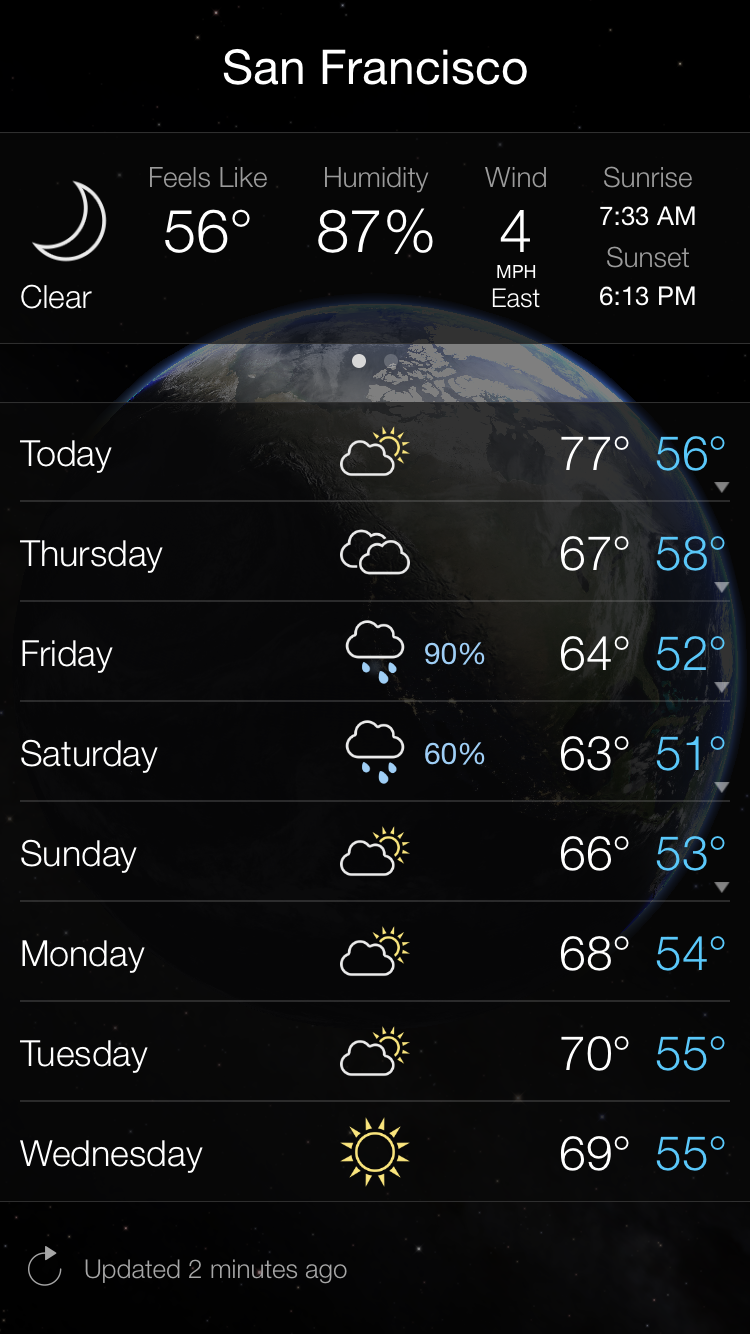 San Francisco
Feels Like Humidity Wind Sunrise
56° 87% 4 7:33 AM
MPH Sunset
Clear East 6:13 PM
Today 77° 56°
Thursday 67° 58°
Friday 90% 64° 52°
Saturday 60% 63° 51°
Sunday 66° 53°
Monday 68° 54°
Tuesday 70° 55°
Wednesday 69° 55°
Updated 2 minutes ago